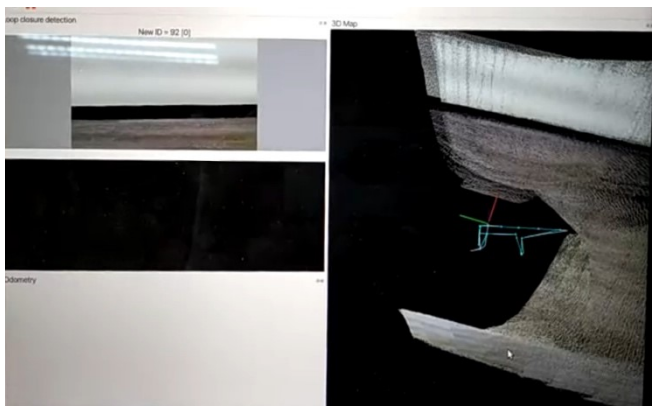 oop closure detection
New ID = 92 [0]
3D Map
Odometry